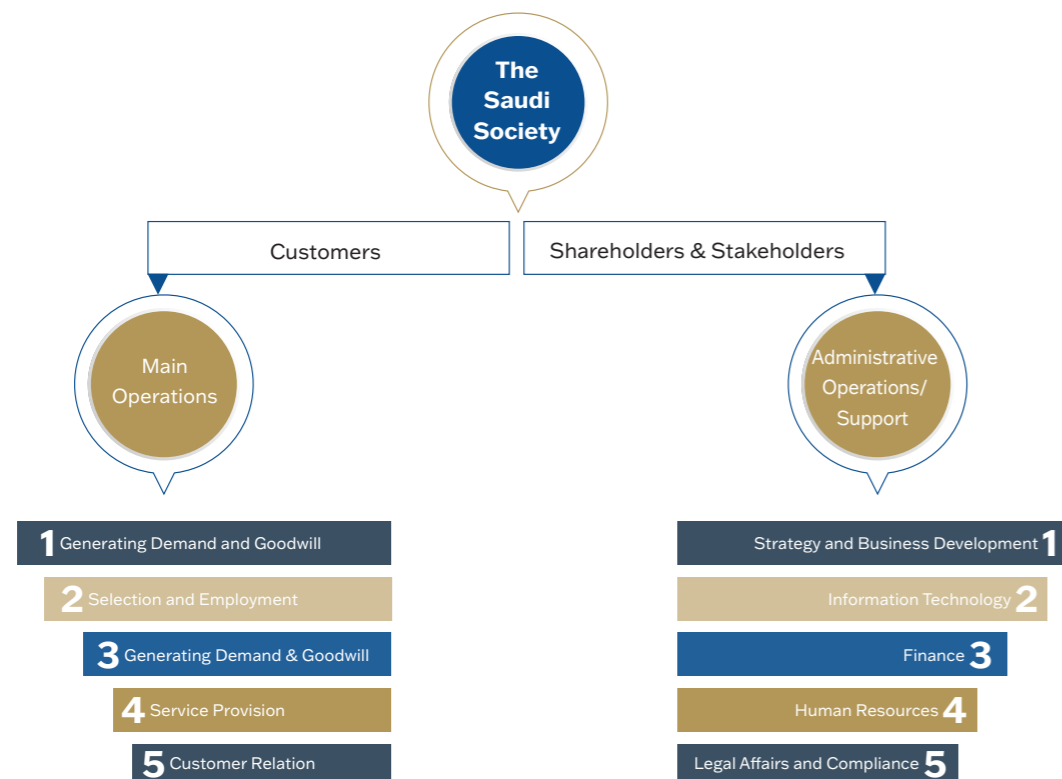 The
Saudi
Society
Customers
Shareholders & Stakeholders
Main
Operations
Administrative
Operations/
Support
1 Generating Demand and Goodwill
2 Selection and Employment
3 Generating Demand & Goodwill
4 Service Provision
5 Customer Relation
Strategy and Business Development 1
Information Technology 2
Finance 3
Human Resources 4
Legal Affairs and Compliance 5